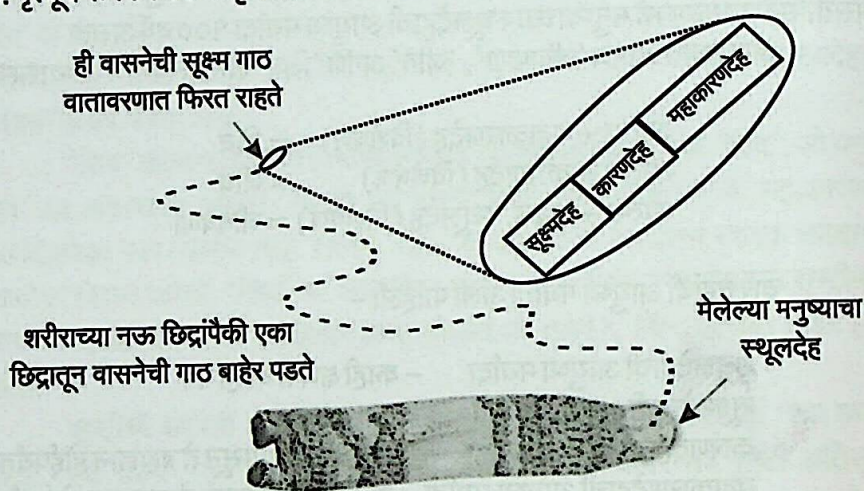 ही वासनेची सूक्ष्म गाठ
वातावरणात फिरत राहते
महाकारणदेह
कारणदेह
सूक्ष्मदेह
शरीराच्या नऊ छिद्रांपैकी एका
छिद्रातून वासनेची गाठ बाहेर पडते
मेलेल्या मनुष्याचा
स्थूलदेह